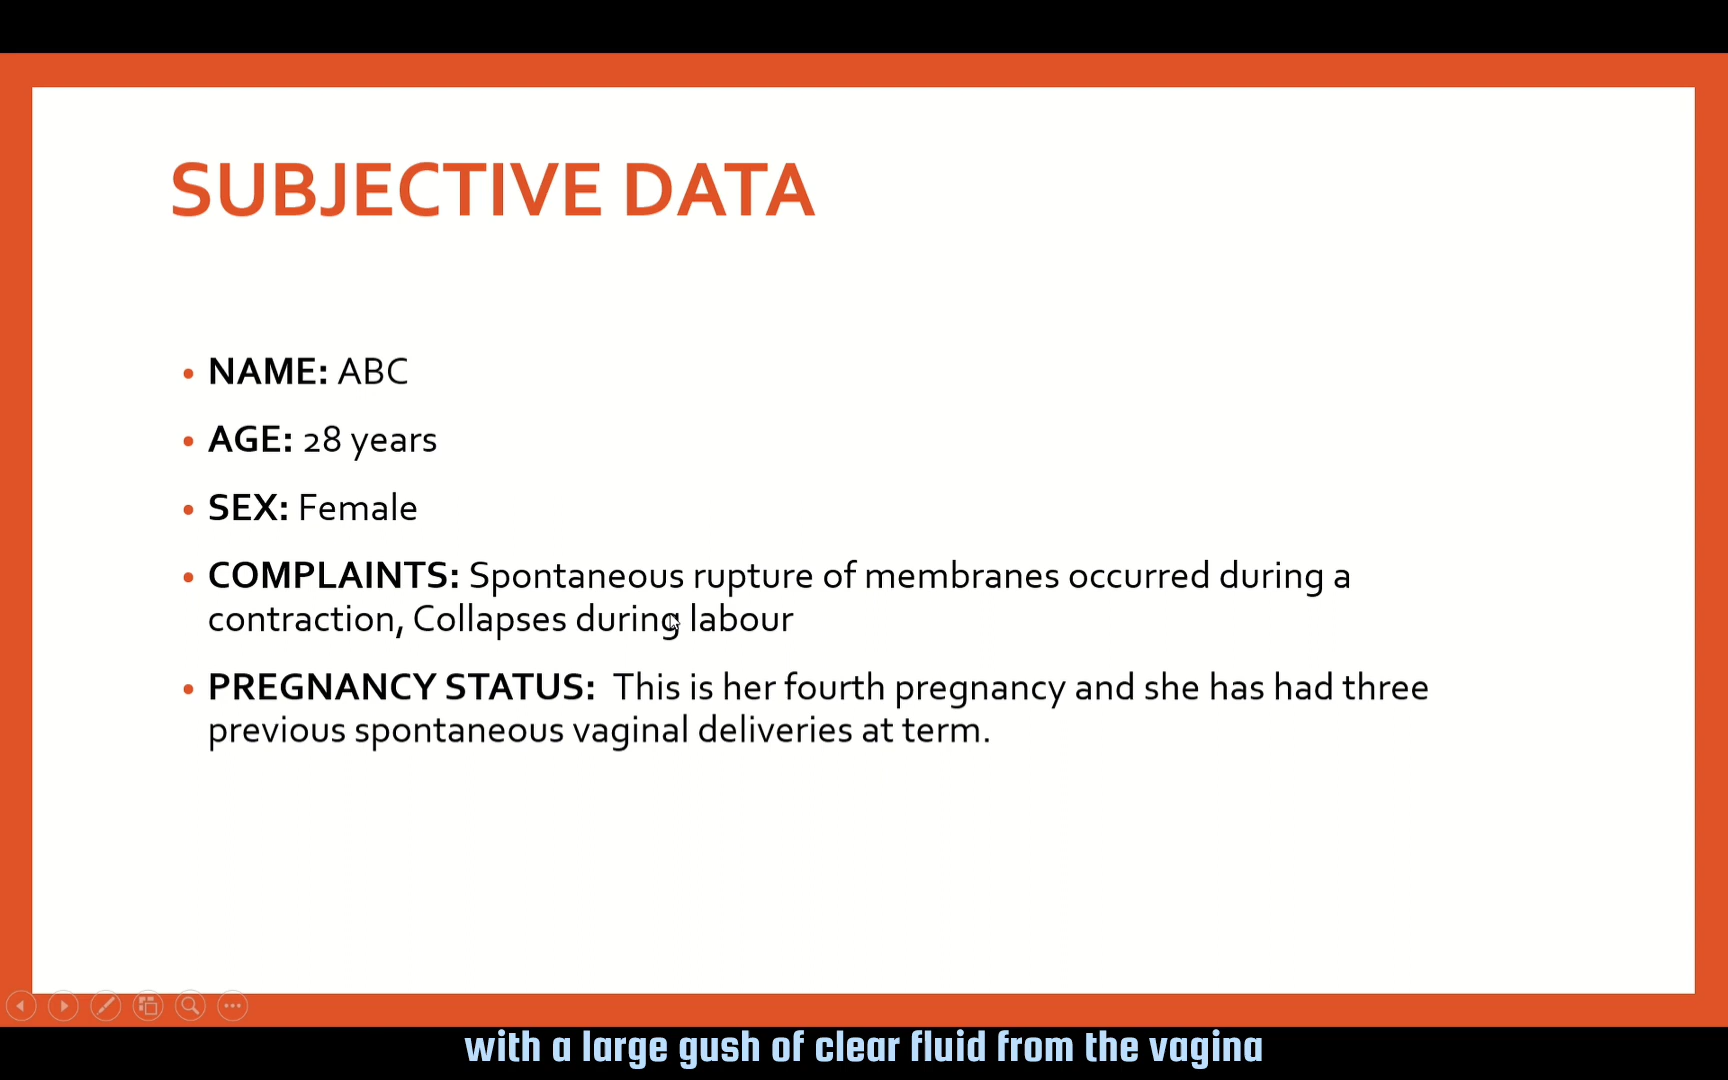 SUBJECTIVE DATA
• NAME: ABC
• AGE: 28 years
• SEX: Female
• COMPLAINTS: Spontaneous rupture of membranes occurred during a
contraction, Collapses during labour
• PREGNANCY STATUS: This is her fourth pregnancy and she has had three
previous spontaneous vaginal deliveries at term.
with a large gush of clear fluid from the vagina